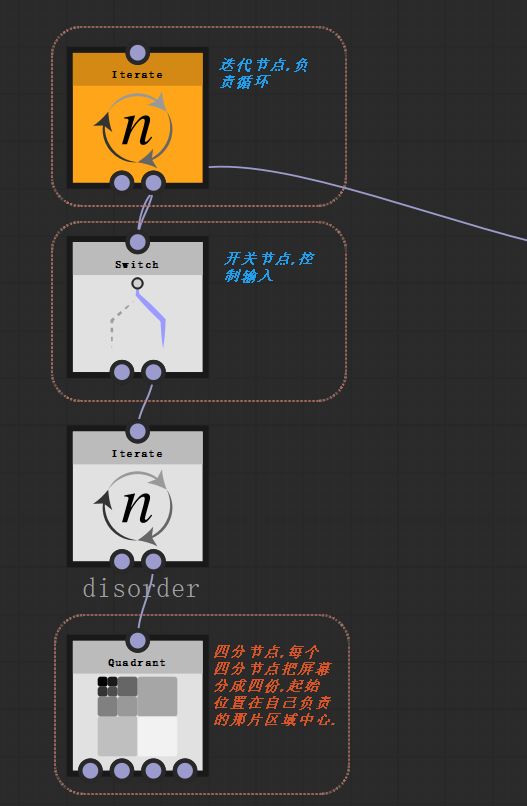 Iterate
迭代节点,负
责循环
n
Switch
开关节点,控
制输入
Iterate
n
disorder
Quadrant
四分节点,每个
四分节点把屏幕
分成四份,起始
位置在自己负责
的那片区域中心.